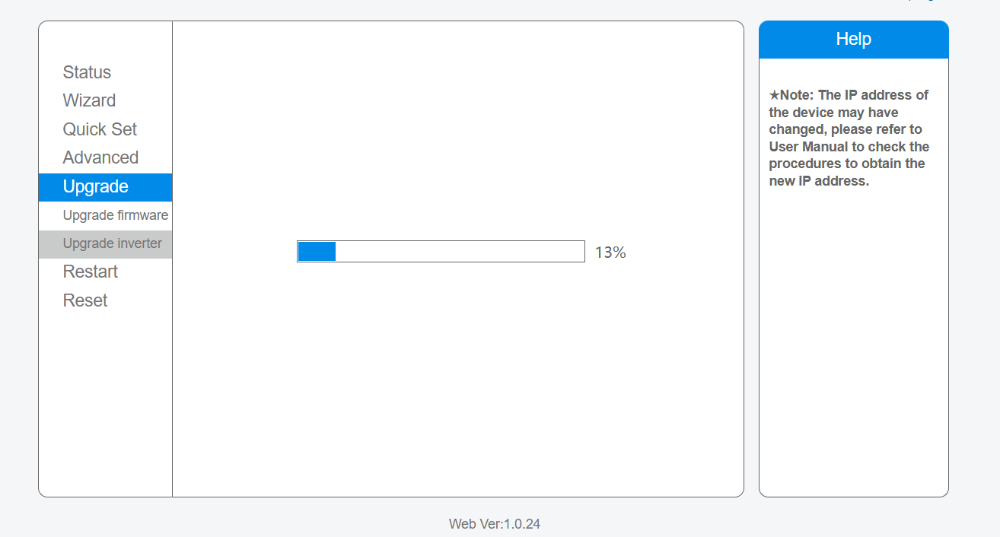 Status
Wizard
Quick Set
Advanced
Upgrade
Upgrade firmware
Upgrade inverter
Restart
Reset
13%
Help
★Note: The IP address of
the device may have
changed, please refer to
User Manual to check the
procedures to obtain the
new IP address.
Web Ver:1.0.24